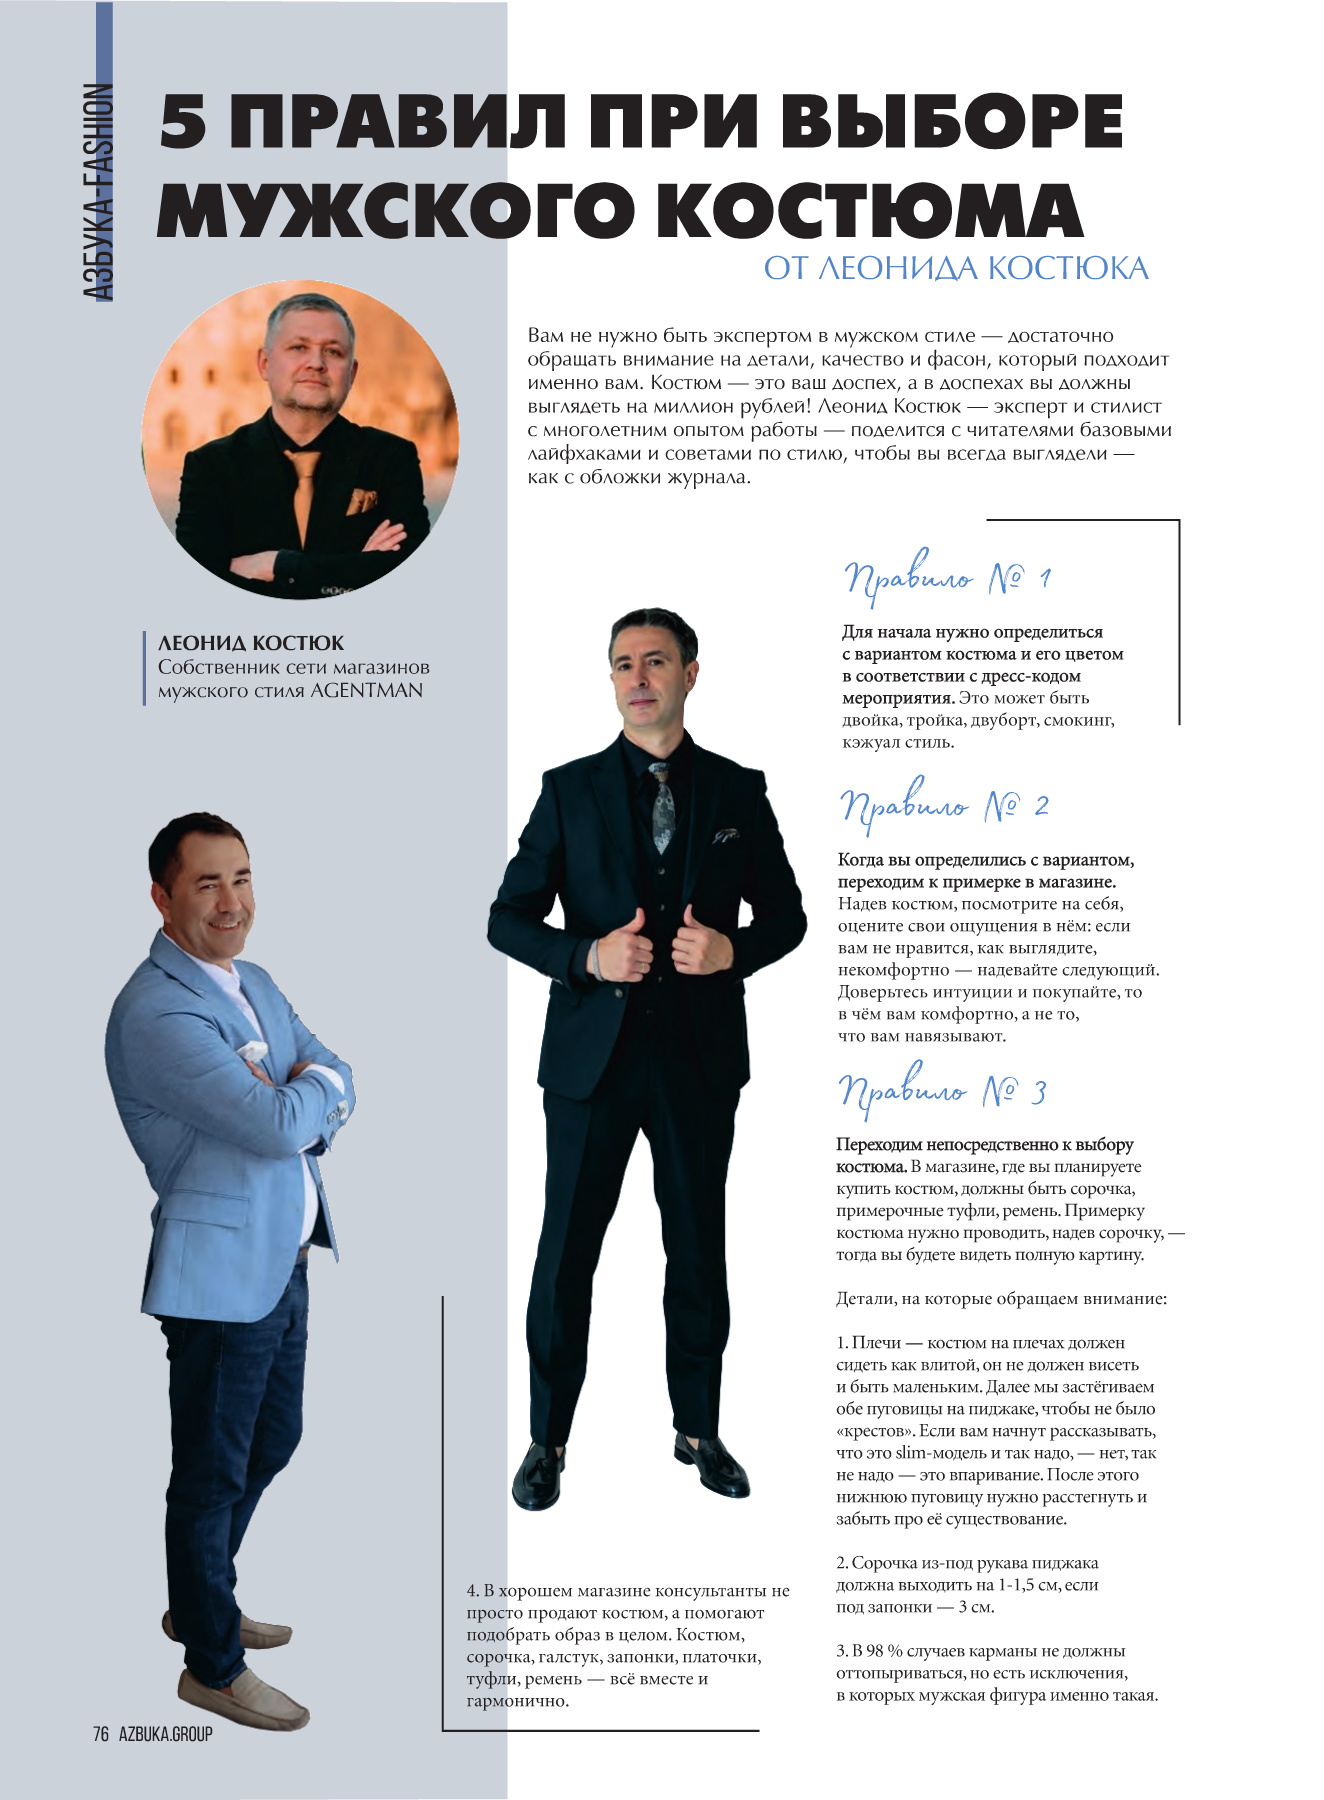 АЗБУКА-FASHION
5 ПРАВИЛ ПРИ ВЫБОРЕ
МУЖСКОГО КОСТЮМА
ОТ ЛЕОНИДА КОСТЮКА
Вам не нужно быть экспертом в мужском стиле — достаточно
обращать внимание на детали, качество и фасон, который подходит
именно вам. Костюм — это ваш доспех, а в доспехах вы должны
выглядеть на миллион рублей! Леонид Костюк — эксперт и стилист
с многолетним опытом работы — поделится с читателями базовыми
лайфхаками и советами по стилю, чтобы вы всегда выглядели —
как с обложки журнала.
ЛЕОНИД КОСТЮК
Собственник сети магазинов
мужского стиля AGENTMAN
Правило № 1
Для начала нужно определиться
с вариантом костюма и его цветом
в соответствии с дресс-кодом
мероприятия. Это может быть
двойка, тройка, двуборт, смокинг,
кэжуал стиль.
Правило № 2
Когда вы определились с вариантом,
переходим к примерке в магазине.
Надев костюм, посмотрите на себя,
оцените свои ощущения в нём: если
вам не нравится, как выглядите,
некомфортно — надевайте следующий.
Доверьтесь интуиции и покупайте, то
в чём вам комфортно, а не то,
что вам навязывают.
Правило № 3
Переходим непосредственно к выбору
костюма. В магазине, где вы планируете
купить костюм, должны быть сорочка,
примерочные туфли, ремень. Примерку
костюма нужно проводить, надев сорочку, —
тогда вы будете видеть полную картину.
Детали, на которые обращаем внимание:
1. Плечи — костюм на плечах должен
сидеть как влитой, он не должен висеть
и быть маленьким. Далее мы застёгиваем
обе пуговицы на пиджаке, чтобы не было
«крестов». Если вам начнут рассказывать,
что это slim-модель и так надо, — нет, так
не надо — это впаривание. После этого
нижнюю пуговицу нужно расстегнуть и
забыть про её существование.
2. Сорочка из-под рукава пиджака
должна выходить на 1-1,5 см, если
под запонки — 3 см.
3. В 98 % случаев карманы не должны
оттопыриваться, но есть исключения,
в которых мужская фигура именно такая.
4. В хорошем магазине консультанты не
просто продают костюм, а помогают
подобрать образ в целом. Костюм,
сорочка, галстук, запонки, платочки,
туфли, ремень — всё вместе и
гармонично.
76 AZBUKA.GROUP